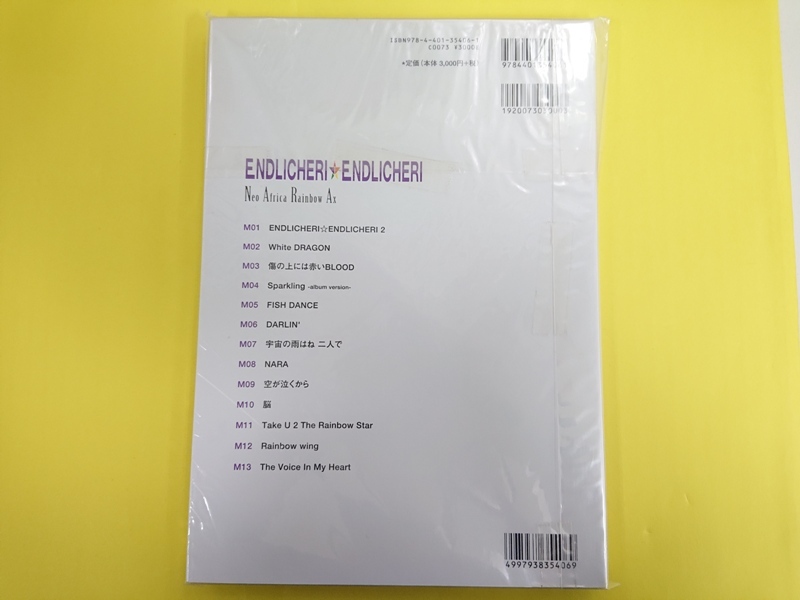 ISBN978-4-401-35406-
C0073 ¥3000E
*定価(本体3,000円+税)
ENDLICHERI☆ENDLICHERI
Neo Africa Rainbow Ax
M01 ENDLICHERI☆ENDLICHERI 2
M02 White DRAGON
M03 傷の上には赤いBLOOD
M04 Sparkling -album version-
M05 FISH DANCE
M06 DARLIN'
M07 宇宙の雨はね 二人で
M08 NARA
M09 空が泣くから
M10 脳
M11 Take U 2 The Rainbow Star
M12 Rainbow wing
M13 The Voice In My Heart
4997938354069